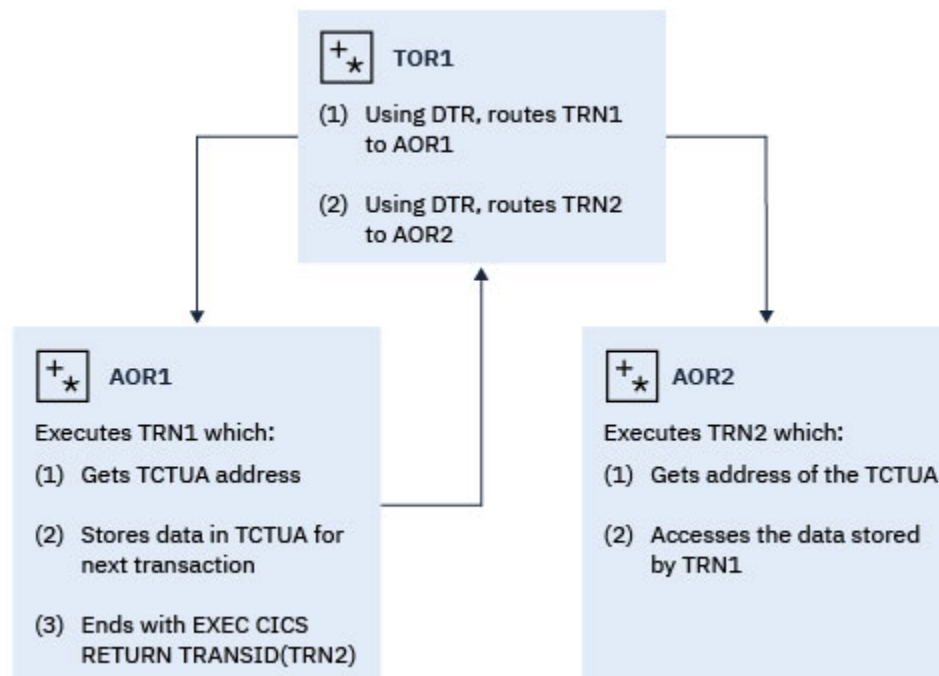 TOR1
(1) Using DTR, routes TRN1
to AOR1
(2) Using DTR, routes TRN2
to AOR2
AOR1
Executes TRN1 which:
(1) Gets TCTUA address
(2) Stores data in TCTUA for
next transaction
(3) Ends with EXEC CICS
RETURN TRANSID(TRN2)
AOR2
Executes TRN2 which:
(1) Gets address of the TCTUA
(2) Accesses the data stored
by TRN1